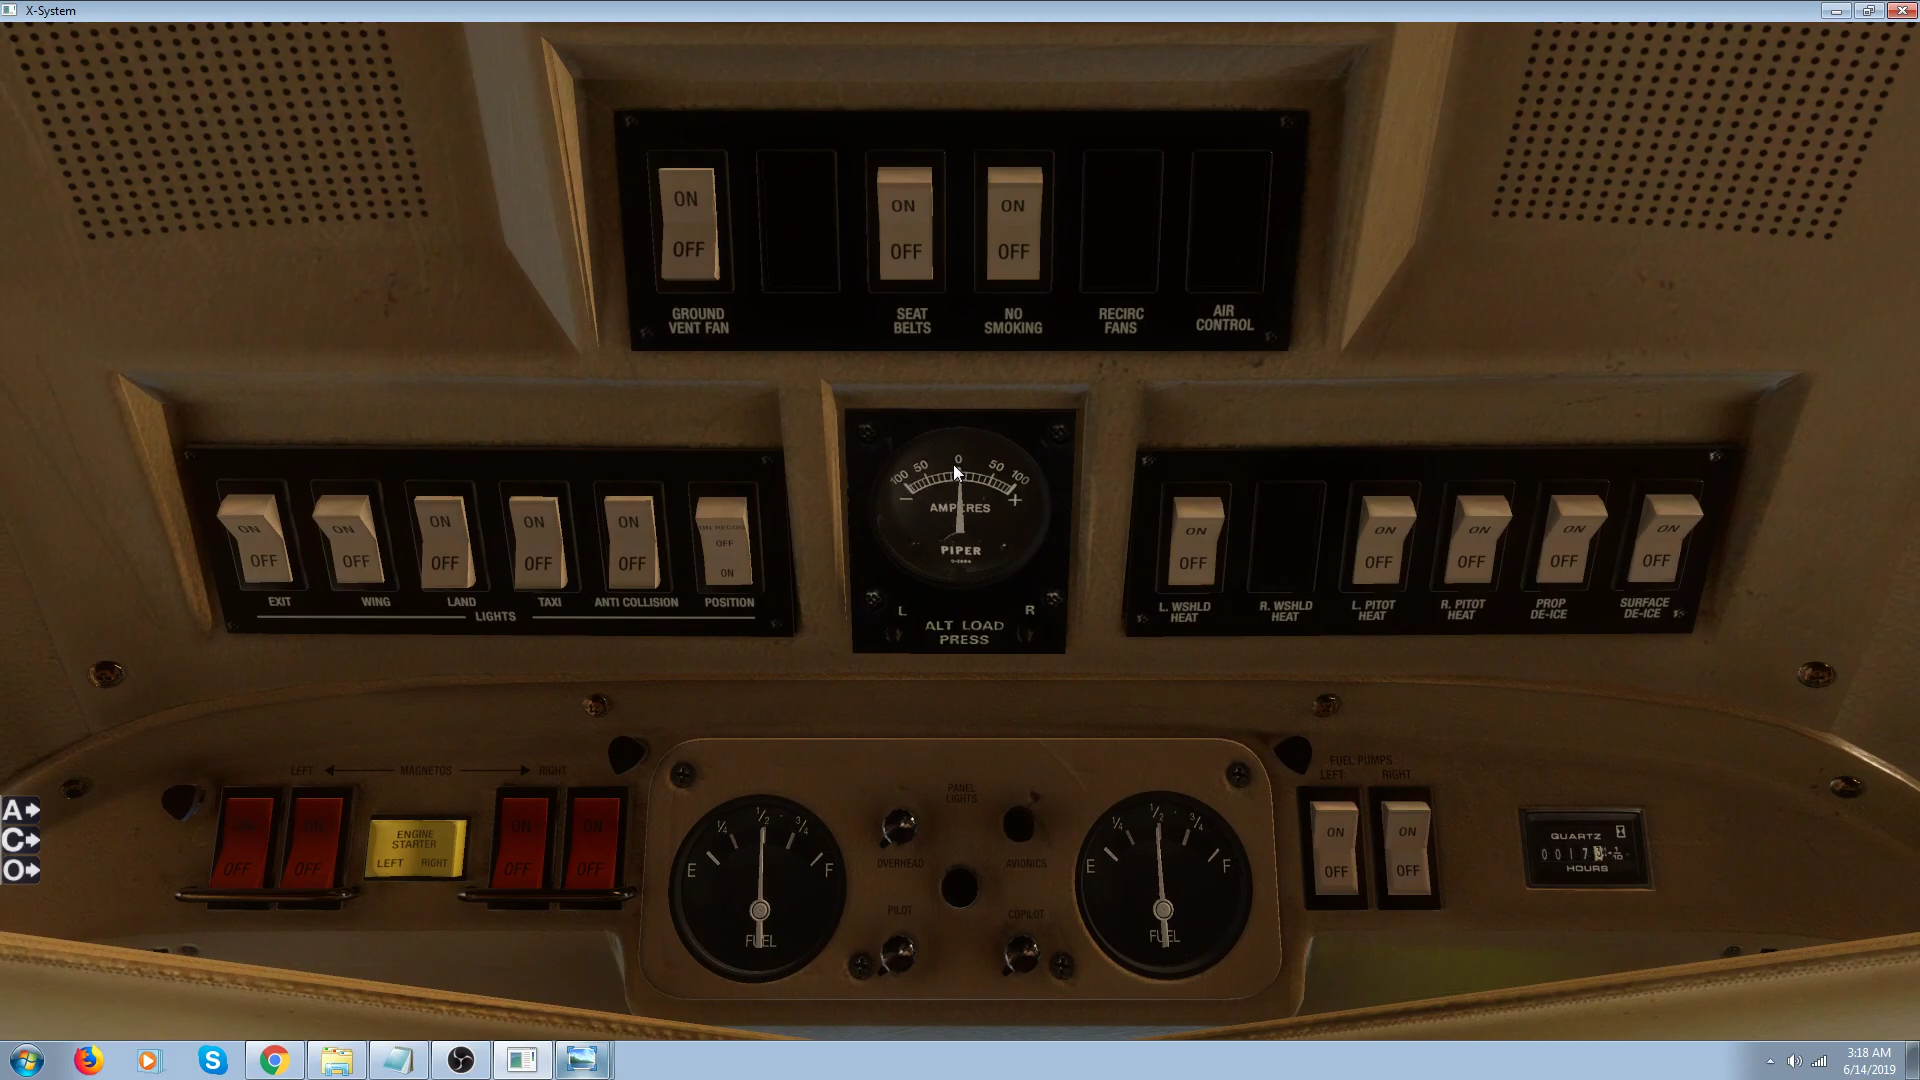 X-System
ON
OFF
GROUND
VENT FAN
ON
OFF
SEAT
BELTS
ON
OFF
NO
SMOKING
RECIRC
FANS
AIR
CONTROL
ON
OFF
EXIT
ON
OFF
WING
ON
OFF
LAND
ON
OFF
TAXI
ON
OFF
ANTI COLLISION
ON RECOG
OFF
ON
POSITION
LIGHTS
100 50 0 50 100
− +
AMPERES
PIPER
L R
ALT LOAD
PRESS
ON
OFF
L. WSHLD
HEAT
R. WSHLD
HEAT
ON
OFF
L. PITOT
HEAT
ON
OFF
R. PITOT
HEAT
ON
OFF
PROP
DE-ICE
ON
OFF
SURFACE
DE-ICE
LEFT MAGNETOS RIGHT
ON
OFF
ON
OFF
ENGINE
STARTER
LEFT RIGHT
ON
OFF
ON
OFF
E 1/4 1/2 3/4 F
FUEL
PANEL
LIGHTS
OVERHEAD
AVIONICS
PILOT
COPILOT
E 1/4 1/2 3/4 F
FUEL
FUEL PUMPS
LEFT RIGHT
ON
OFF
ON
OFF
QUARTZ
HOURS
A
C
O
3:18 AM
6/14/2019